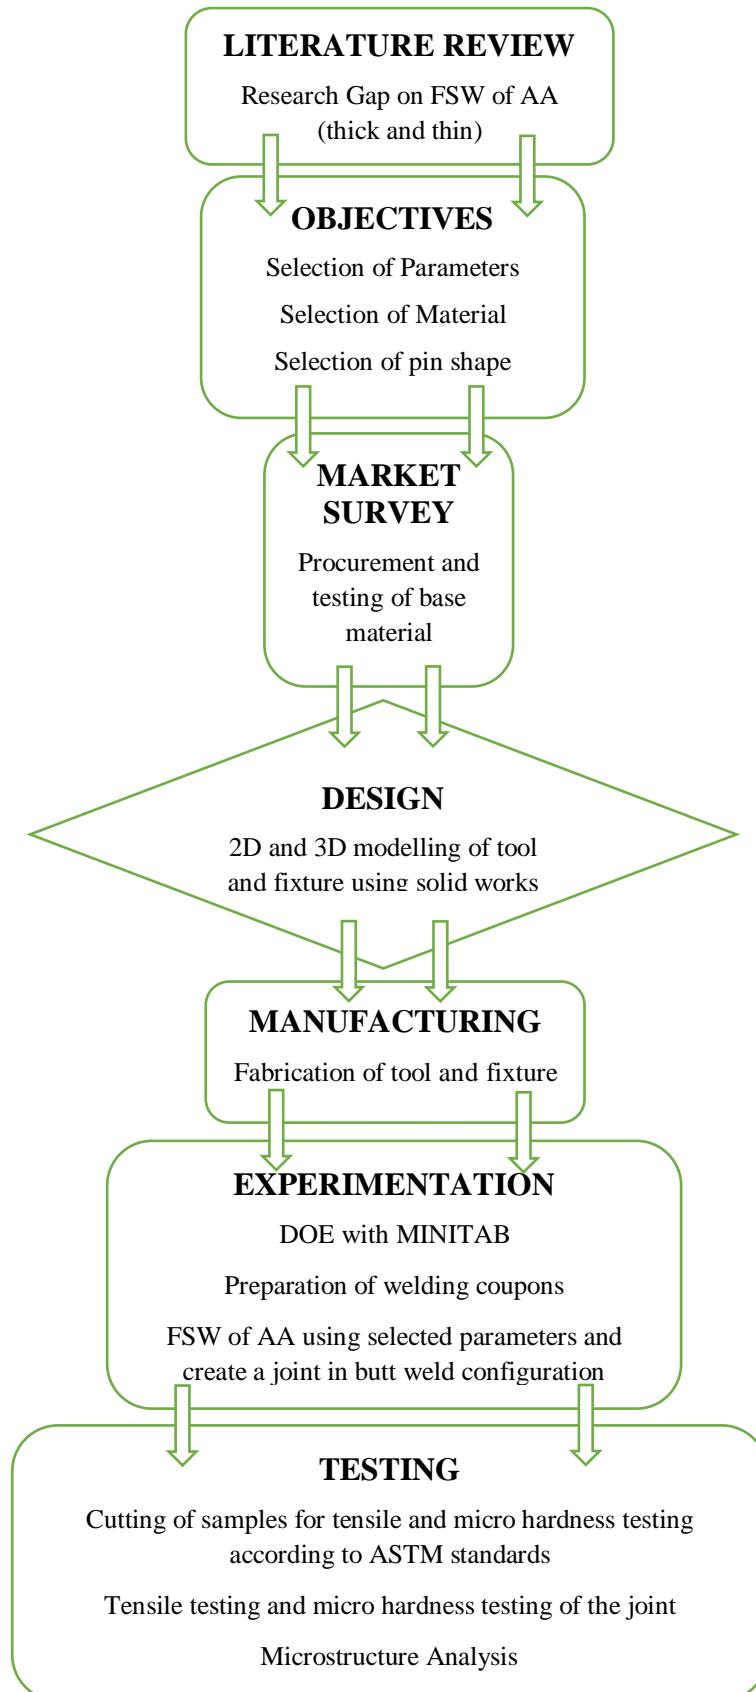 LITERATURE REVIEW
Research Gap on FSW of AA
(thick and thin)
OBJECTIVES
Selection of Parameters
Selection of Material
Selection of pin shape
MARKET
SURVEY
Procurement and
testing of base
material
DESIGN
2D and 3D modelling of tool
and fixture using solid works
MANUFACTURING
Fabrication of tool and fixture
EXPERIMENTATION
DOE with MINITAB
Preparation of welding coupons
FSW of AA using selected parameters and
create a joint in butt weld configuration
TESTING
Cutting of samples for tensile and micro hardness testing
according to ASTM standards
Tensile testing and micro hardness testing of the joint
Microstructure Analysis